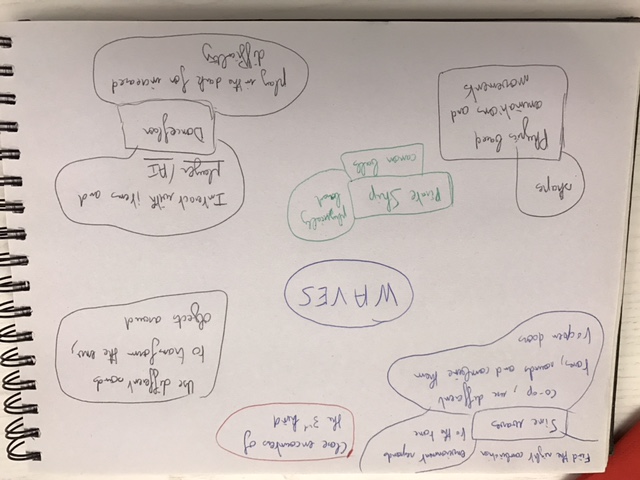 Find the right combination
environment responds
to the tone
Sine waves
co-op, use different
tones, sounds and combine them
to open doors
Close encounters of
the 3rd kind
Use different sounds
to transform the env,
objects around
WAVES
shapes
Physics based
animations and
movements
Pirate Ship
physically
based
canon balls
Interact with items and
player/AI
Dancefloor
play in the dark for increased
difficulty